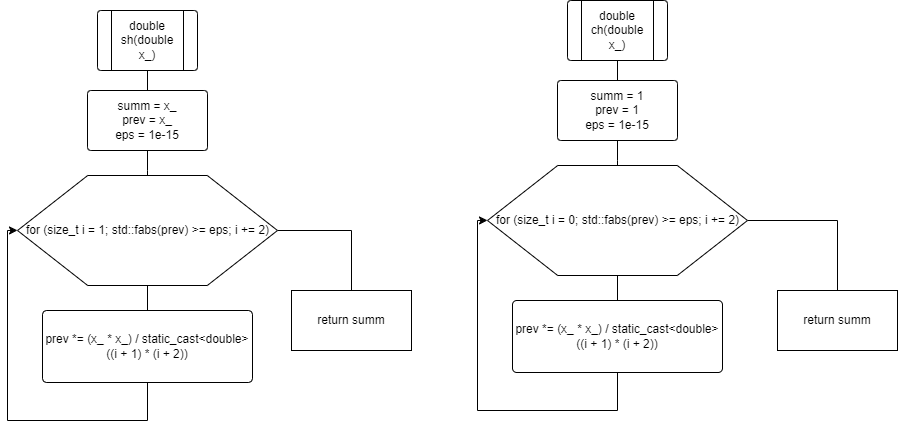 double
sh(double
x_)
summ = x_
prev = x_
eps = 1e-15
for (size_t i = 1; std::fabs(prev) >= eps; i += 2)
prev *= (x_ * x_) / static_cast<double>
((i + 1) * (i + 2))
return summ
double
ch(double
x_)
summ = 1
prev = 1
eps = 1e-15
for (size_t i = 0; std::fabs(prev) >= eps; i += 2)
prev *= (x_ * x_) / static_cast<double>
((i + 1) * (i + 2))
return summ